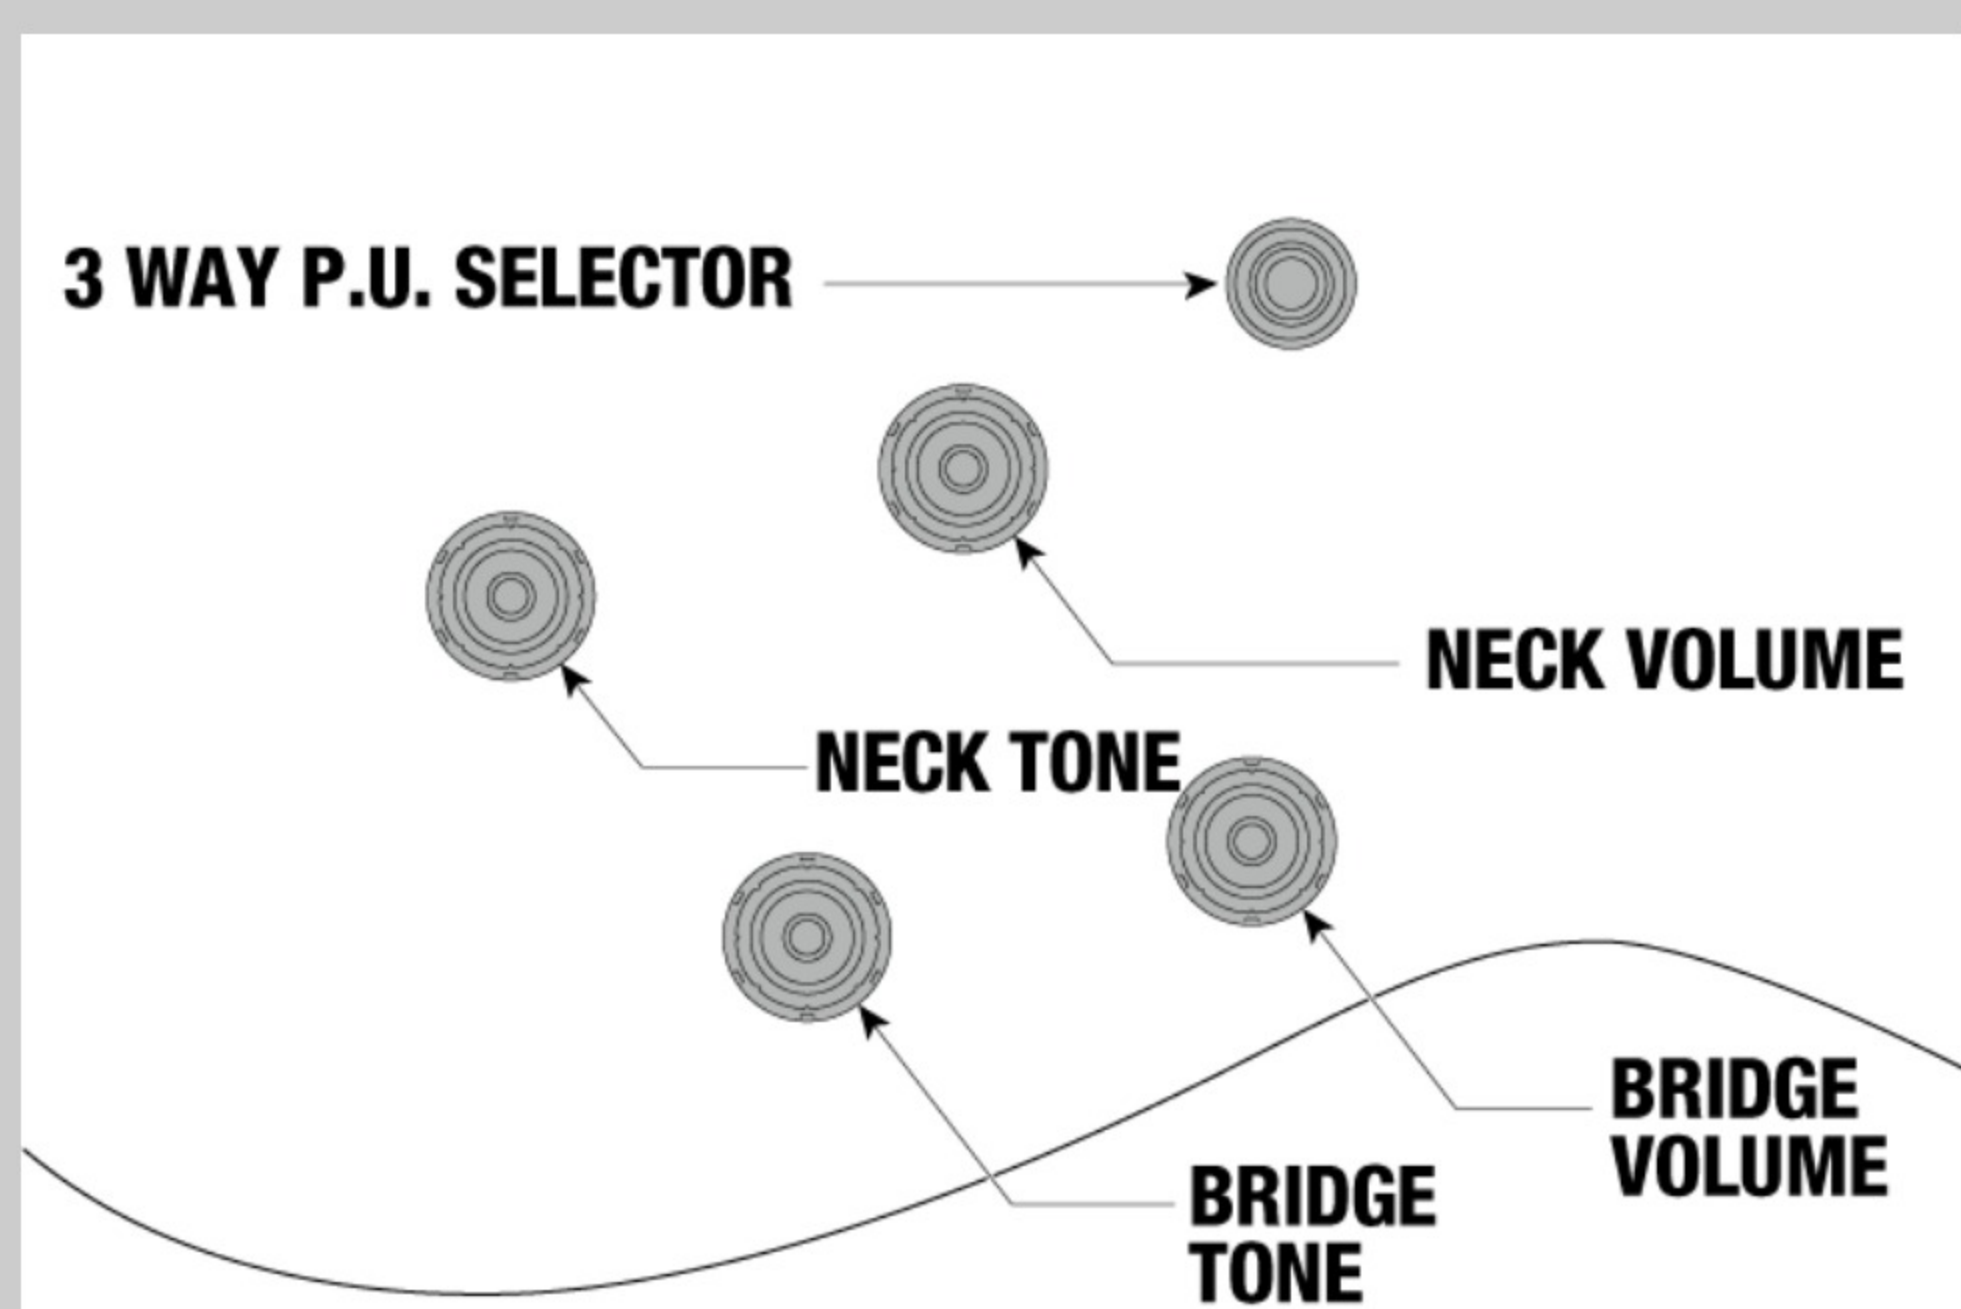 3 WAY P.U. SELECTOR
NECK VOLUME
NECK TONE
BRIDGE
VOLUME
BRIDGE
TONE